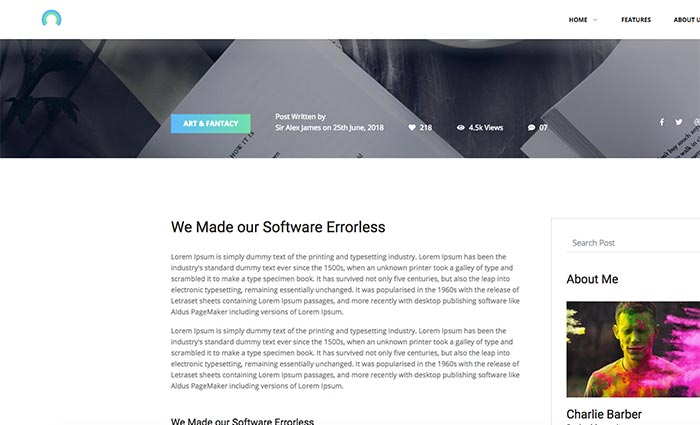 HOME
FEATURES
ABOUT U
ART & FANTACY
Post Written by
Sir Alex James on 25th June, 2018
218
4.5k Views
07
HOW IT IS
Search Post
We Made our Software Errorless
Lorem Ipsum is simply dummy text of the printing and typesetting industry. Lorem Ipsum has been the
industry's standard dummy text ever since the 1500s, when an unknown printer took a galley of type and
scrambled it to make a type specimen book. It has survived not only five centuries, but also the leap into
electronic typesetting, remaining essentially unchanged. It was popularised in the 1960s with the release of
Letraset sheets containing Lorem Ipsum passages, and more recently with desktop publishing software like
Aldus PageMaker including versions of Lorem Ipsum.
Lorem Ipsum is simply dummy text of the printing and typesetting industry. Lorem Ipsum has been the
industry's standard dummy text ever since the 1500s, when an unknown printer took a galley of type and
scrambled it to make a type specimen book. It has survived not only five centuries, but also the leap into
electronic typesetting, remaining essentially unchanged. It was popularised in the 1960s with the release of
Letraset sheets containing Lorem Ipsum passages, and more recently with desktop publishing software like
Aldus PageMaker including versions of Lorem Ipsum.
We Made our Software Errorless
About Me
Charlie Barber